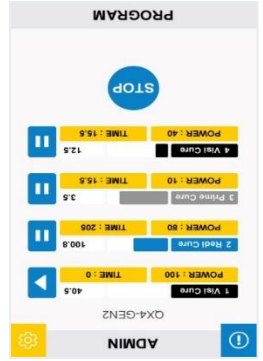 ADMIN
QX4-GEN2
1 Visi Cure 40.5
POWER : 100 TIME : 0
2 Redi Cure 100.8
POWER : 80 TIME : 205
3 Prime Cure 3.5
POWER : 10 TIME : 15.5
4 Visi Cure 12.5
POWER : 40 TIME : 15.5
STOP
PROGRAM